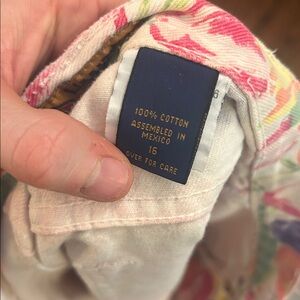 100% COTTON
ASSEMBLED IN
MEXICO
16
OVER FOR CARE